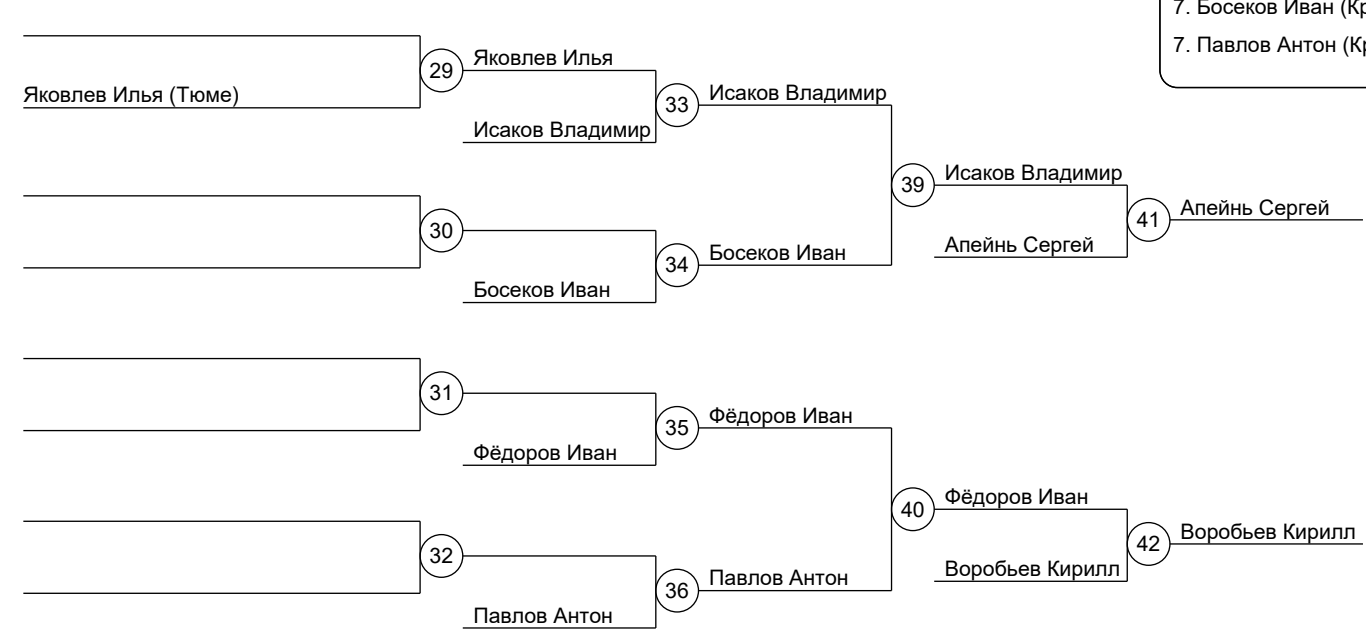 7. Босеков Иван (Кр
7. Павлов Антон (Кр
Яковлев Илья (Тюме)
29
Яковлев Илья
Исаков Владимир
33
Исаков Владимир
30
Босеков Иван
34
Босеков Иван
39
Исаков Владимир
Апейнь Сергей
41
Апейнь Сергей
31
Фёдоров Иван
35
Фёдоров Иван
32
Павлов Антон
36
Павлов Антон
40
Фёдоров Иван
Воробьев Кирилл
42
Воробьев Кирилл